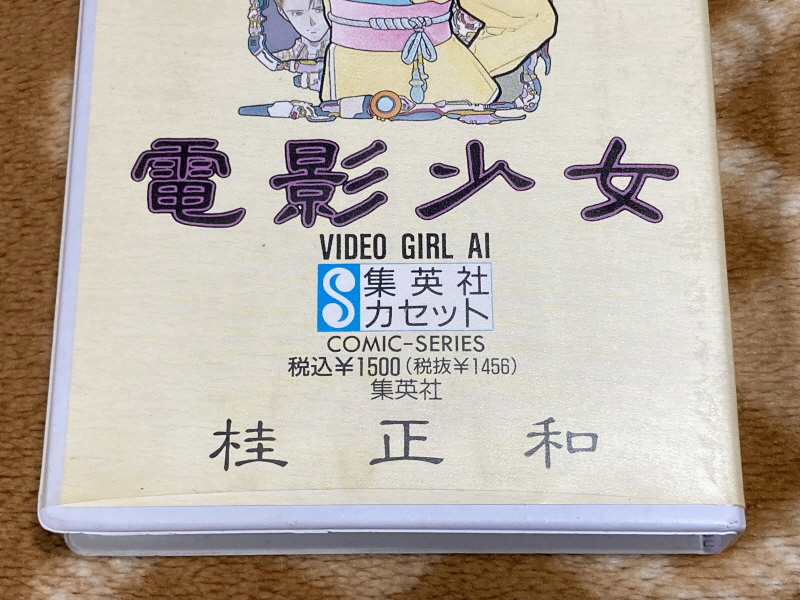 電影少女
VIDEO GIRL AI
S 集英社
カセット
COMIC-SERIES
税込¥1500(税抜¥1456)
集英社
桂正和